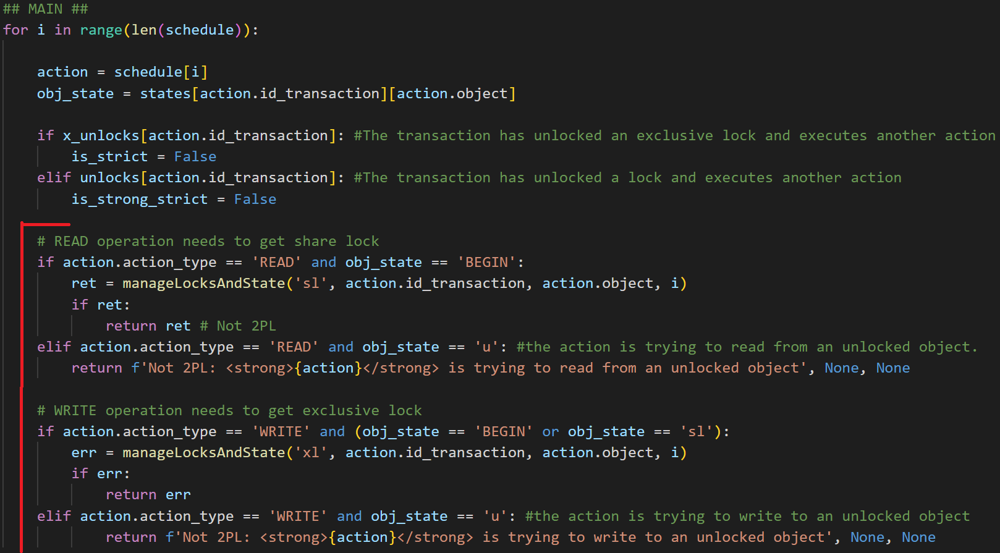 ## MAIN ##
for i in range(len(schedule)):
    action = schedule[i]
    obj_state = states[action.id_transaction][action.object]
    if x_unlocks[action.id_transaction]: #The transaction has unlocked an exclusive lock and executes another action
        is_strict = False
    elif unlocks[action.id_transaction]: #The transaction has unlocked a lock and executes another action
        is_strong_strict = False
    # READ operation needs to get share lock
    if action.action_type == 'READ' and obj_state == 'BEGIN':
        ret = manageLocksAndState('sl', action.id_transaction, action.object, i)
        if ret:
            return ret # Not 2PL
    elif action.action_type == 'READ' and obj_state == 'u': #the action is trying to read from an unlocked object.
        return f'Not 2PL: <strong>{action}</strong> is trying to read from an unlocked object', None, None
    # WRITE operation needs to get exclusive lock
    if action.action_type == 'WRITE' and (obj_state == 'BEGIN' or obj_state == 'sl'):
        err = manageLocksAndState('xl', action.id_transaction, action.object, i)
        if err:
            return err
    elif action.action_type == 'WRITE' and obj_state == 'u': #the action is trying to write to an unlocked object
            return f'Not 2PL: <strong>{action}</strong> is trying to write to an unlocked object', None, None